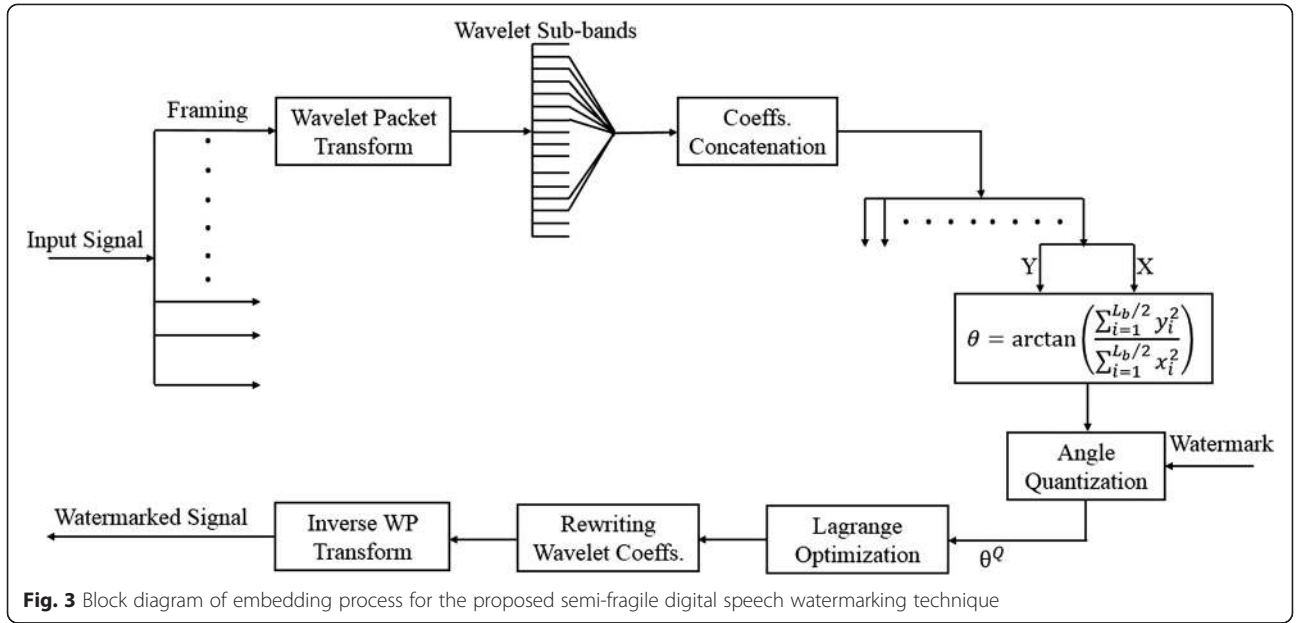 Wavelet Sub-bands
Framing
Wavelet Packet
Transform
Coeffs.
Concatenation
Input Signal
Y
X
θ = arctan(∑_{i=1}^{L_b/2} y_i^2 / ∑_{i=1}^{L_b/2} x_i^2)
Angle
Quantization
Watermark
Watermarked Signal
Inverse WP
Transform
Rewriting
Wavelet Coeffs.
Lagrange
Optimization
θ^Q
Fig. 3 Block diagram of embedding process for the proposed semi-fragile digital speech watermarking technique